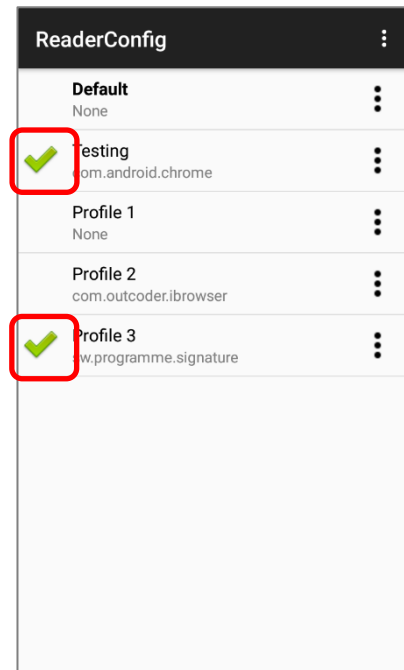 ReaderConfig
Default
None
Testing
com.android.chrome
Profile 1
None
Profile 2
com.outcoder.ibrowser
Profile 3
sw.programme.signature